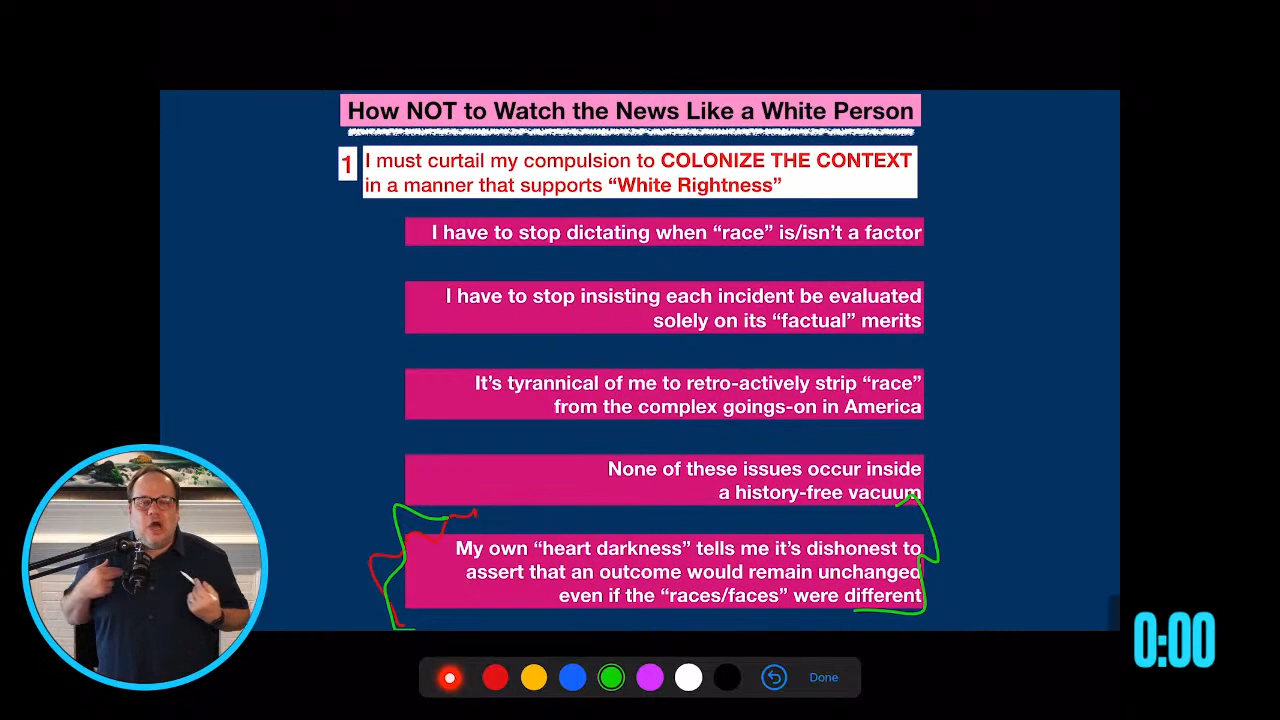 How NOT to Watch the News Like a White Person
1 I must curtail my compulsion to COLONIZE THE CONTEXT
in a manner that supports “White Rightness”
I have to stop dictating when “race” is/isn’t a factor
I have to stop insisting each incident be evaluated
solely on its “factual” merits
It’s tyrannical of me to retro-actively strip “race”
from the complex goings-on in America
None of these issues occur inside
a history-free vacuum
My own “heart darkness” tells me it’s dishonest to
assert that an outcome would remain unchanged
even if the “races/faces” were different
0:00
Done